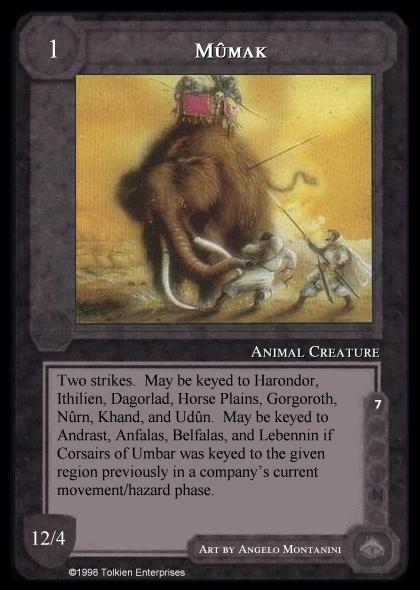 1
MÛMAK
ANIMAL CREATURE
Two strikes. May be keyed to Harondor,
Ithilien, Dagorlad, Horse Plains, Gorgoroth,
Nûrn, Khand, and Udûn. May be keyed to
Andrast, Anfalas, Belfalas, and Lebennin if
Corsairs of Umbar was keyed to the given
region previously in a company's current
movement/hazard phase.
7
12/4
ART BY ANGELO MONTANINI
©1998 Tolkien Enterprises